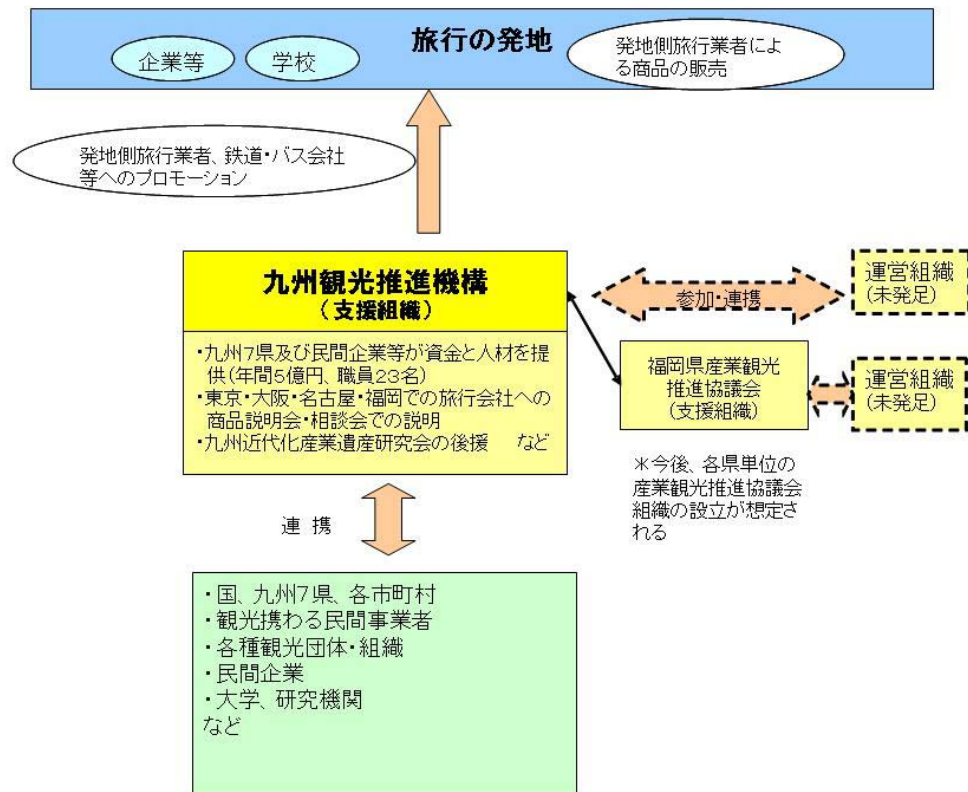 旅行の発地
企業等
学校
発地側旅行業者によ
る商品の販売
発地側旅行業者、鉄道・バス会社
等へのプロモーション
九州観光推進機構
（支援組織）
・九州7県及び民間企業等が資金と人材を提
供(年間5億円、職員23名)
・東京・大阪・名古屋・福岡での旅行会社への
商品説明会・相談会での説明
・九州近代化産業遺産研究会の後援　など
参加・連携
運営組織
(未発足)
福岡県産業観光
推進協議会
(支援組織)
運営組織
(未発足)
＊今後、各県単位の
産業観光推進協議会
組織の設立が想定さ
れる
連 携
・国、九州7県、各市町村
・観光携わる民間事業者
・各種観光団体・組織
・民間企業
・大学、研究機関
など